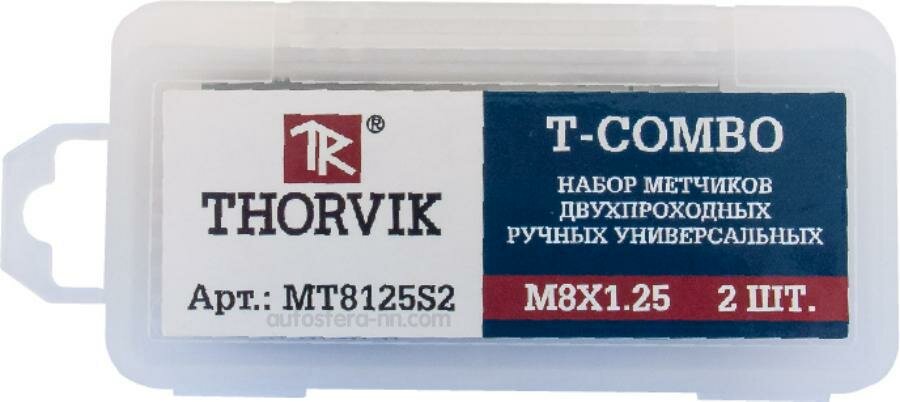 TR®
THORVIK
Арт.: MT8125S2
autosfera-nn.com
T-COMBO
НАБОР МЕТЧИКОВ
ДВУХПРОХОДНЫХ
РУЧНЫХ УНИВЕРСАЛЬНЫХ
M8X1.25 2 ШТ.